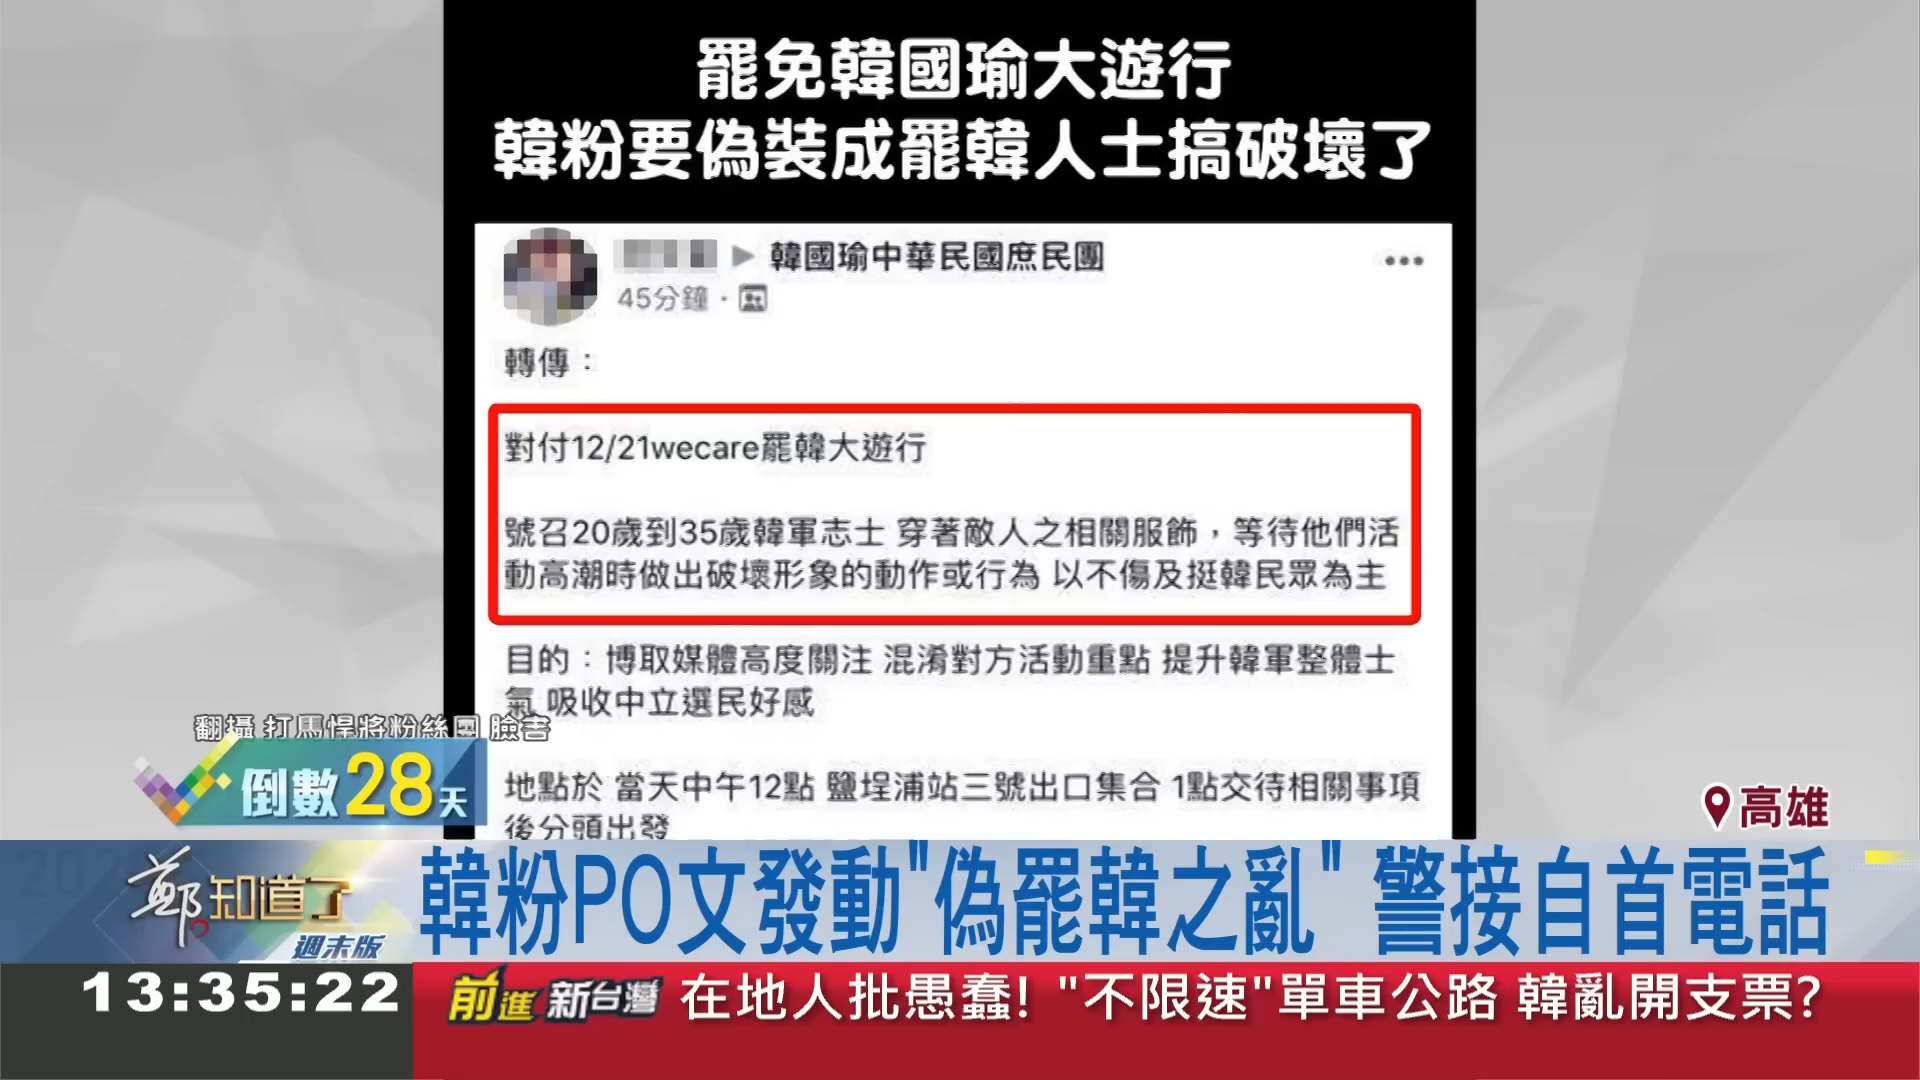 罷免韓國瑜大遊行
韓粉要偽裝成罷韓人士搞破壞了
韓國瑜中華民國庶民團
45分鐘·
轉傳：
對付12/21wecare罷韓大遊行
號召20歲到35歲韓軍志士 穿著敵人之相關服飾，等待他們活
動高潮時做出破壞形象的動作或行為 以不傷及挺韓民眾為主
目的：博取媒體高度關注 混淆對方活動重點 提升韓軍整體士
氣 吸收中立選民好感
地點於 當天中午12點 鹽埕浦站三號出口集合 1點交待相關事項
後分頭出發
翻攝 打馬悍將粉絲團 臉書
倒數28天
高雄
鄭知道了
週末版
韓粉PO文發動"偽罷韓之亂" 警接自首電話
13:35:22
前進新台灣 在地人批愚蠢! "不限速"單車公路 韓亂開支票?